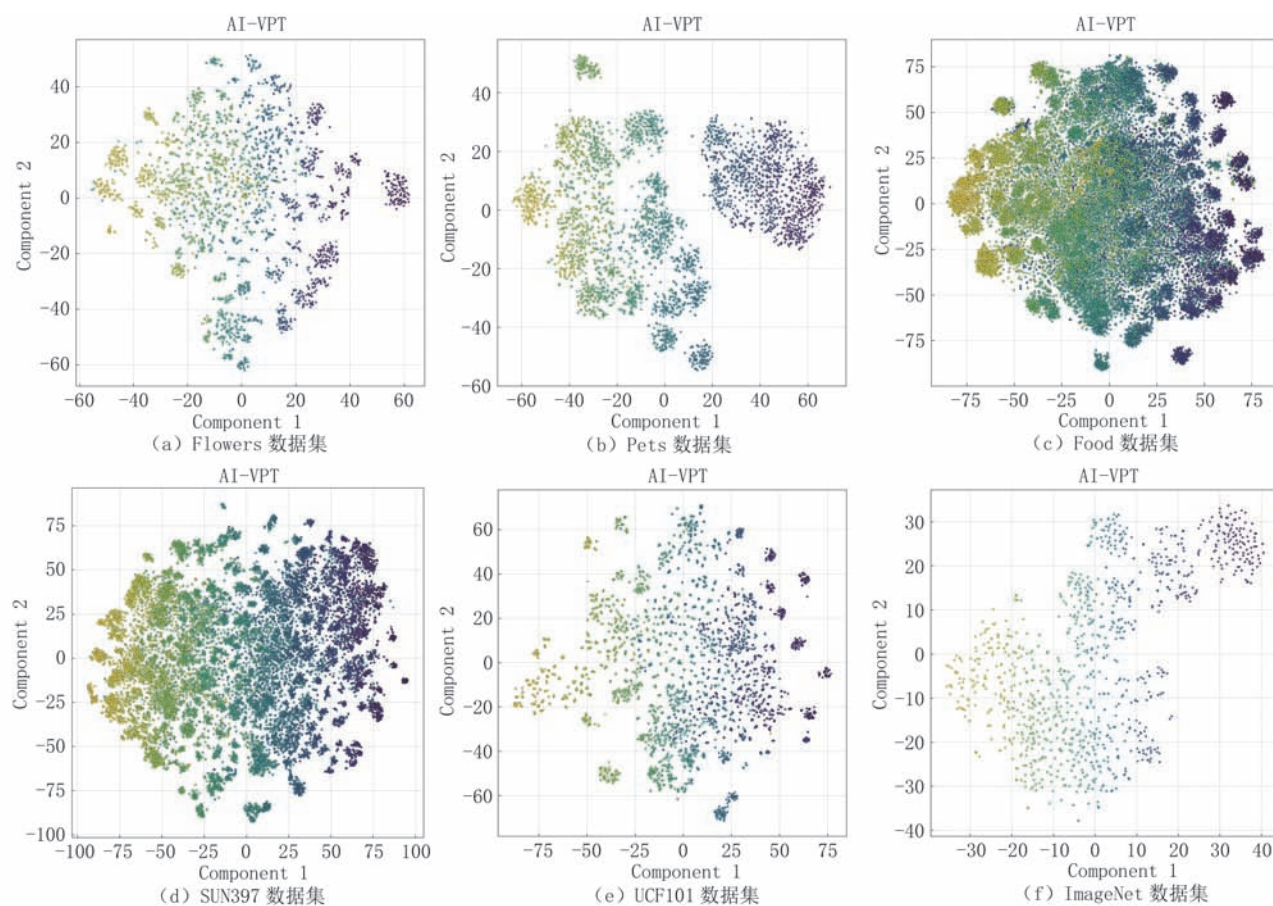 AI-VPT
Component 2
40
20
0
-20
-40
-60
-60 -40 -20 0 20 40 60
Component 1
(a) Flowers 数据集
AI-VPT
Component 2
60
40
20
0
-20
-40
-60
-60 -40 -20 0 20 40 60
Component 1
(b) Pets 数据集
AI-VPT
Component 2
75
50
25
0
-25
-50
-75
-75 -50 -25 0 25 50 75
Component 1
(c) Food 数据集
AI-VPT
Component 2
75
50
25
0
-25
-50
-75
-100
-100 -75 -50 -25 0 25 50 75 100
Component 1
(d) SUN397 数据集
AI-VPT
Component 2
60
40
20
0
-20
-40
-60
-75 -50 -25 0 25 50 75
Component 1
(e) UCF101 数据集
AI-VPT
Component 2
30
20
10
0
-10
-20
-30
-40
-30 -20 -10 0 10 20 30 40
Component 1
(f) ImageNet 数据集